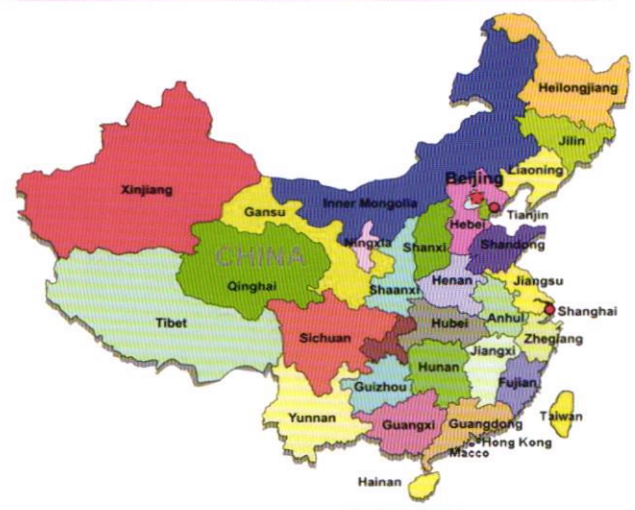 Heilongjiang
Jilin
Liaoning
Beijing
Xinjiang
Inner Mongolia
Gansu
Tianjin
Hebei
Ningxia
Shanxi
Shandong
CHINA
Qinghai
Shaanxi
Henan
Jiangsu
Tibet
Sichuan
Hubei
Anhui
Shanghai
Zhegiang
Jiangxi
Hunan
Guizhou
Fujian
Yunnan
Guangxi
Guangdong
Taiwan
Hong Kong
Macco
Hainan